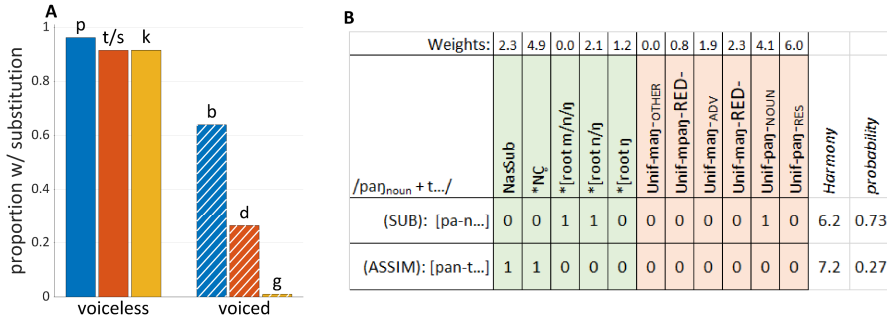 A
proportion w/ substitution
1
0.8
0.6
0.4
0.2
0
p
t/s
k
b
d
g
voiceless
voiced
B
Weights: 2.3 4.9 0.0 2.1 1.2 0.0 0.8 1.9 2.3 4.1 6.0
/paŋnoun + t.../ NasSub *NC̥ *[root m/n/ŋ *[root n/ŋ *[root ŋ Unif-maŋ-OTHER Unif-mpaŋ-RED- Unif-maŋ-ADV Unif-maŋ-RED- Unif-paŋ-NOUN Unif-paŋ-RES Harmony probability
(SUB): [pa-n...] 0 0 1 1 0 0 0 0 0 1 0 6.2 0.73
(ASSIM): [pan-t...] 1 1 0 0 0 0 0 0 0 0 0 7.2 0.27